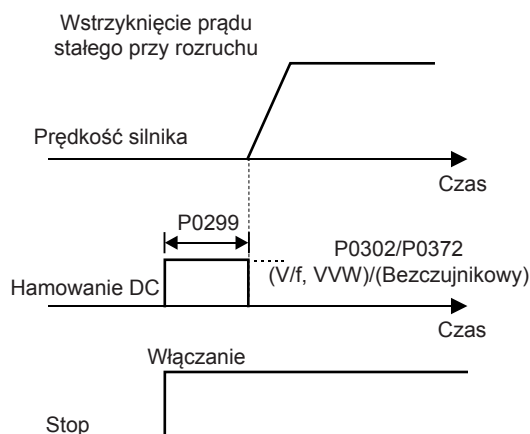 Wstrzyknięcie prądu
stałego przy rozruchu
Prędkość silnika
Czas
P0299
P0302/P0372
(V/f, VVW)/(Bezczujnikowy)
Hamowanie DC
Czas
Włączanie
Stop